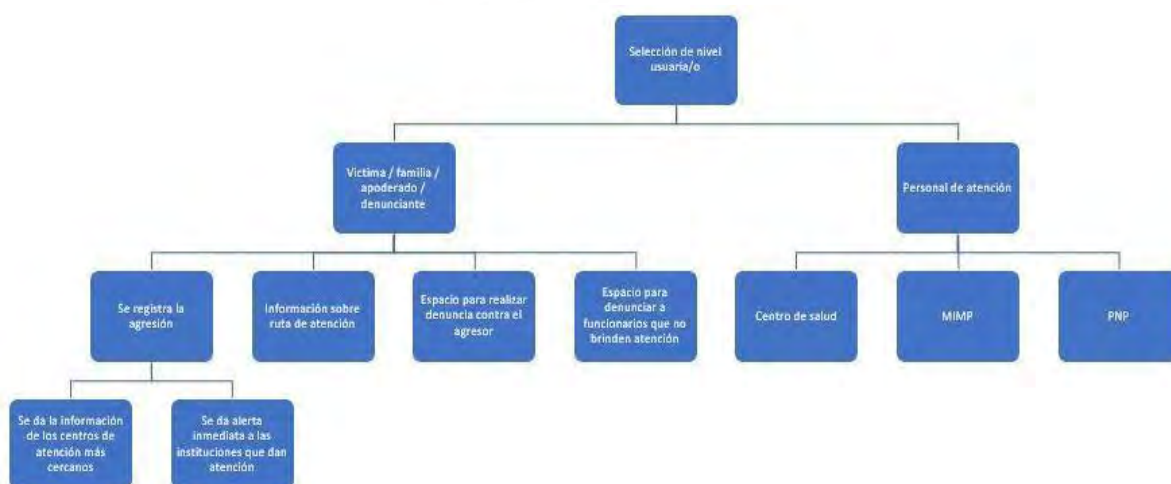 Selección de nivel
usuaria/o
Victima / familia /
apoderado /
denunciante
Personal de atención
Se registra la
agresión
Información sobre
ruta de atención
Espacio para realizar
denuncia contra el
agresor
Espacio para
denunciar a
funcionarios que no
brinden atención
Centro de salud
MIMP
PNP
Se da la información
de los centros de
atención más
cercanos
Se da alerta
inmediata a las
instituciones que dan
atención